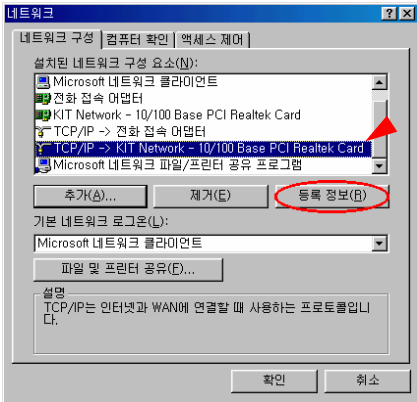 네트워크
네트워크 구성 컴퓨터 확인 액세스 제어
설치된 네트워크 구성 요소(N):
Microsoft 네트워크 클라이언트
전화 접속 어댑터
KIT Network - 10/100 Base PCI Realtek Card
TCP/IP -> 전화 접속 어댑터
TCP/IP -> KIT Network - 10/100 Base PCI Realtek Card
Microsoft 네트워크 파일/프린터 공유 프로그램
추가(A)... 제거(E) 등록 정보(R)
기본 네트워크 로그온(L):
Microsoft 네트워크 클라이언트
파일 및 프린터 공유(F)...
설명
TCP/IP는 인터넷과 WAN에 연결할 때 사용하는 프로토콜입니
다.
확인 취소